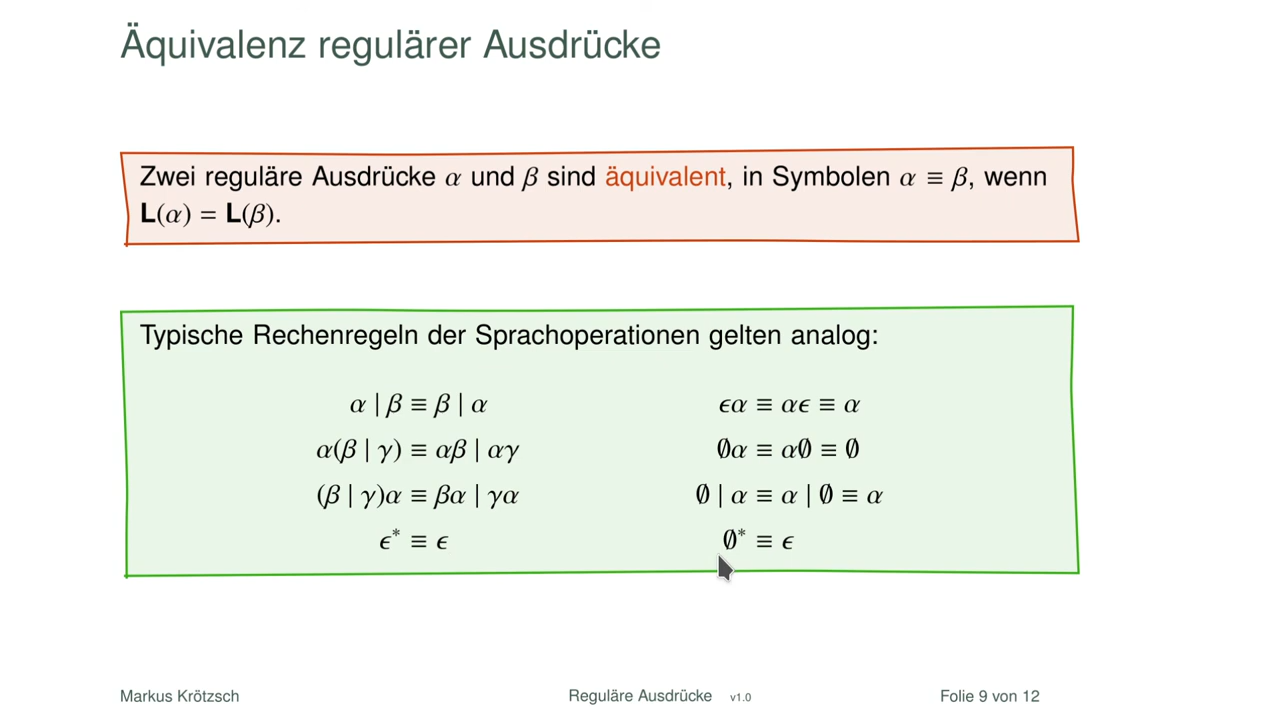 Äquivalenz regulärer Ausdrücke
Zwei reguläre Ausdrücke α und β sind äquivalent, in Symbolen α ≡ β, wenn
L(α) = L(β).
Typische Rechenregeln der Sprachoperationen gelten analog:
α | β ≡ β | α
α(β | γ) ≡ αβ | αγ
(β | γ)α ≡ βα | γα
ϵ* ≡ ϵ
ϵα ≡ αϵ ≡ α
∅α ≡ α∅ ≡ ∅
∅ | α ≡ α | ∅ ≡ α
∅* ≡ ϵ
Markus Krötzsch
Reguläre Ausdrücke v1.0
Folie 9 von 12